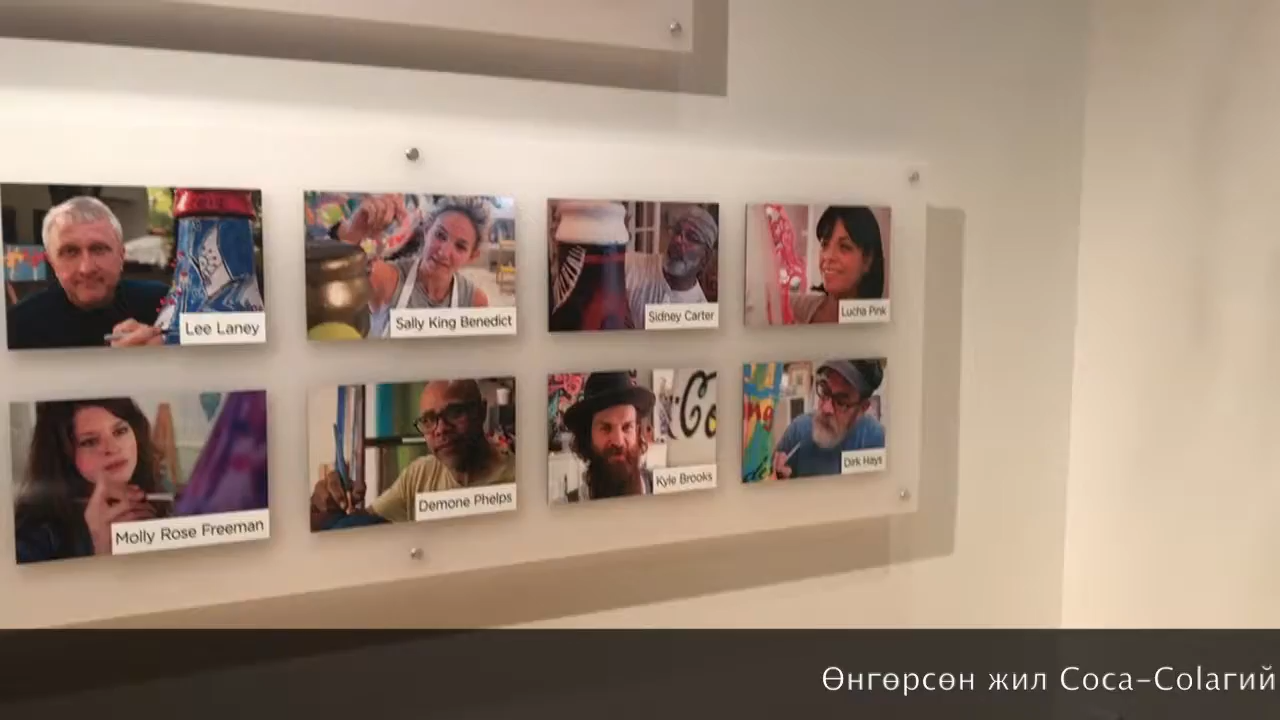 Lee Laney
Sally King Benedict
Sidney Carter
Lucha Pink
Molly Rose Freeman
Demone Phelps
Kyle Brooks
Dirk Hays
Өнгөрсөн жил Coca-Colaгий